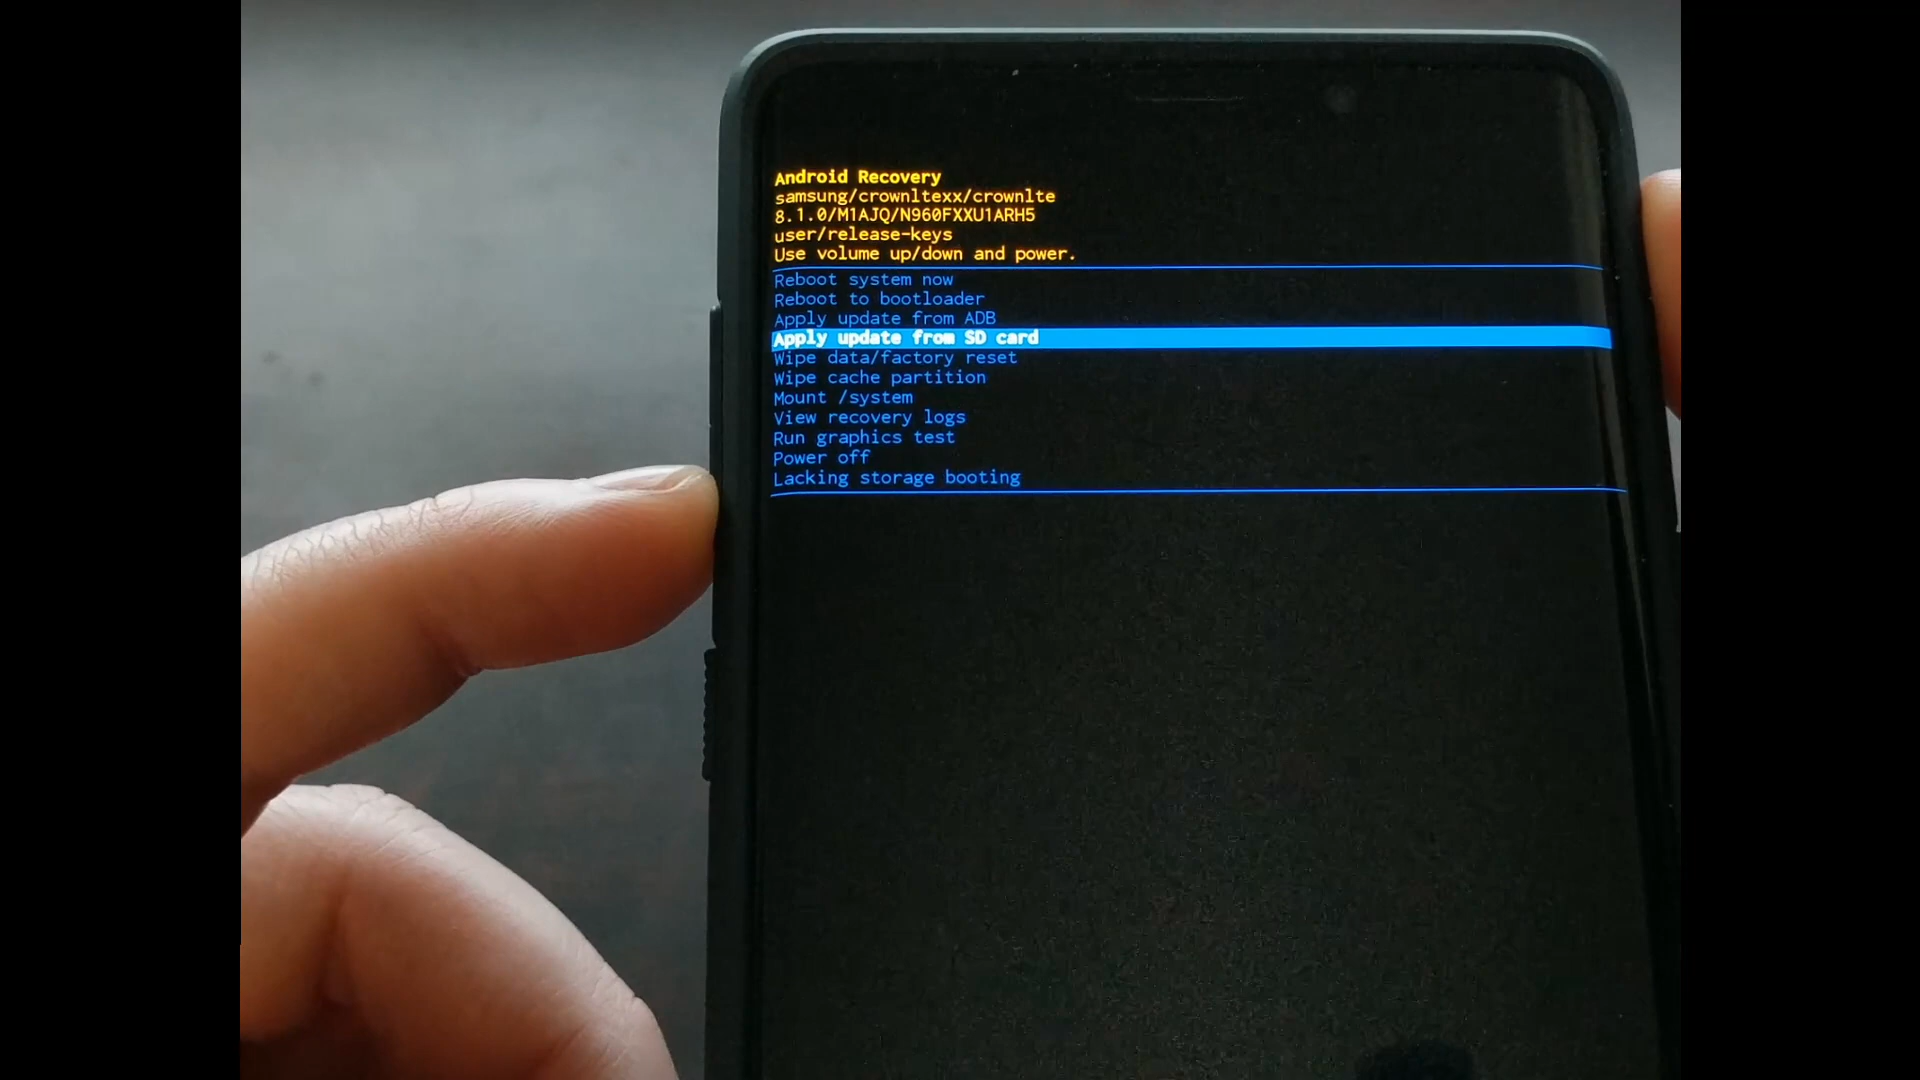 Android Recovery
samsung/crownltexx/crownlte
8.1.0/M1AJQ/N960FXXU1ARH5
user/release-keys
Use volume up/down and power.
Reboot system now
Reboot to bootloader
Apply update from ADB
Apply update from SD card
Wipe data/factory reset
Wipe cache partition
Mount /system
View recovery logs
Run graphics test
Power off
Lacking storage booting